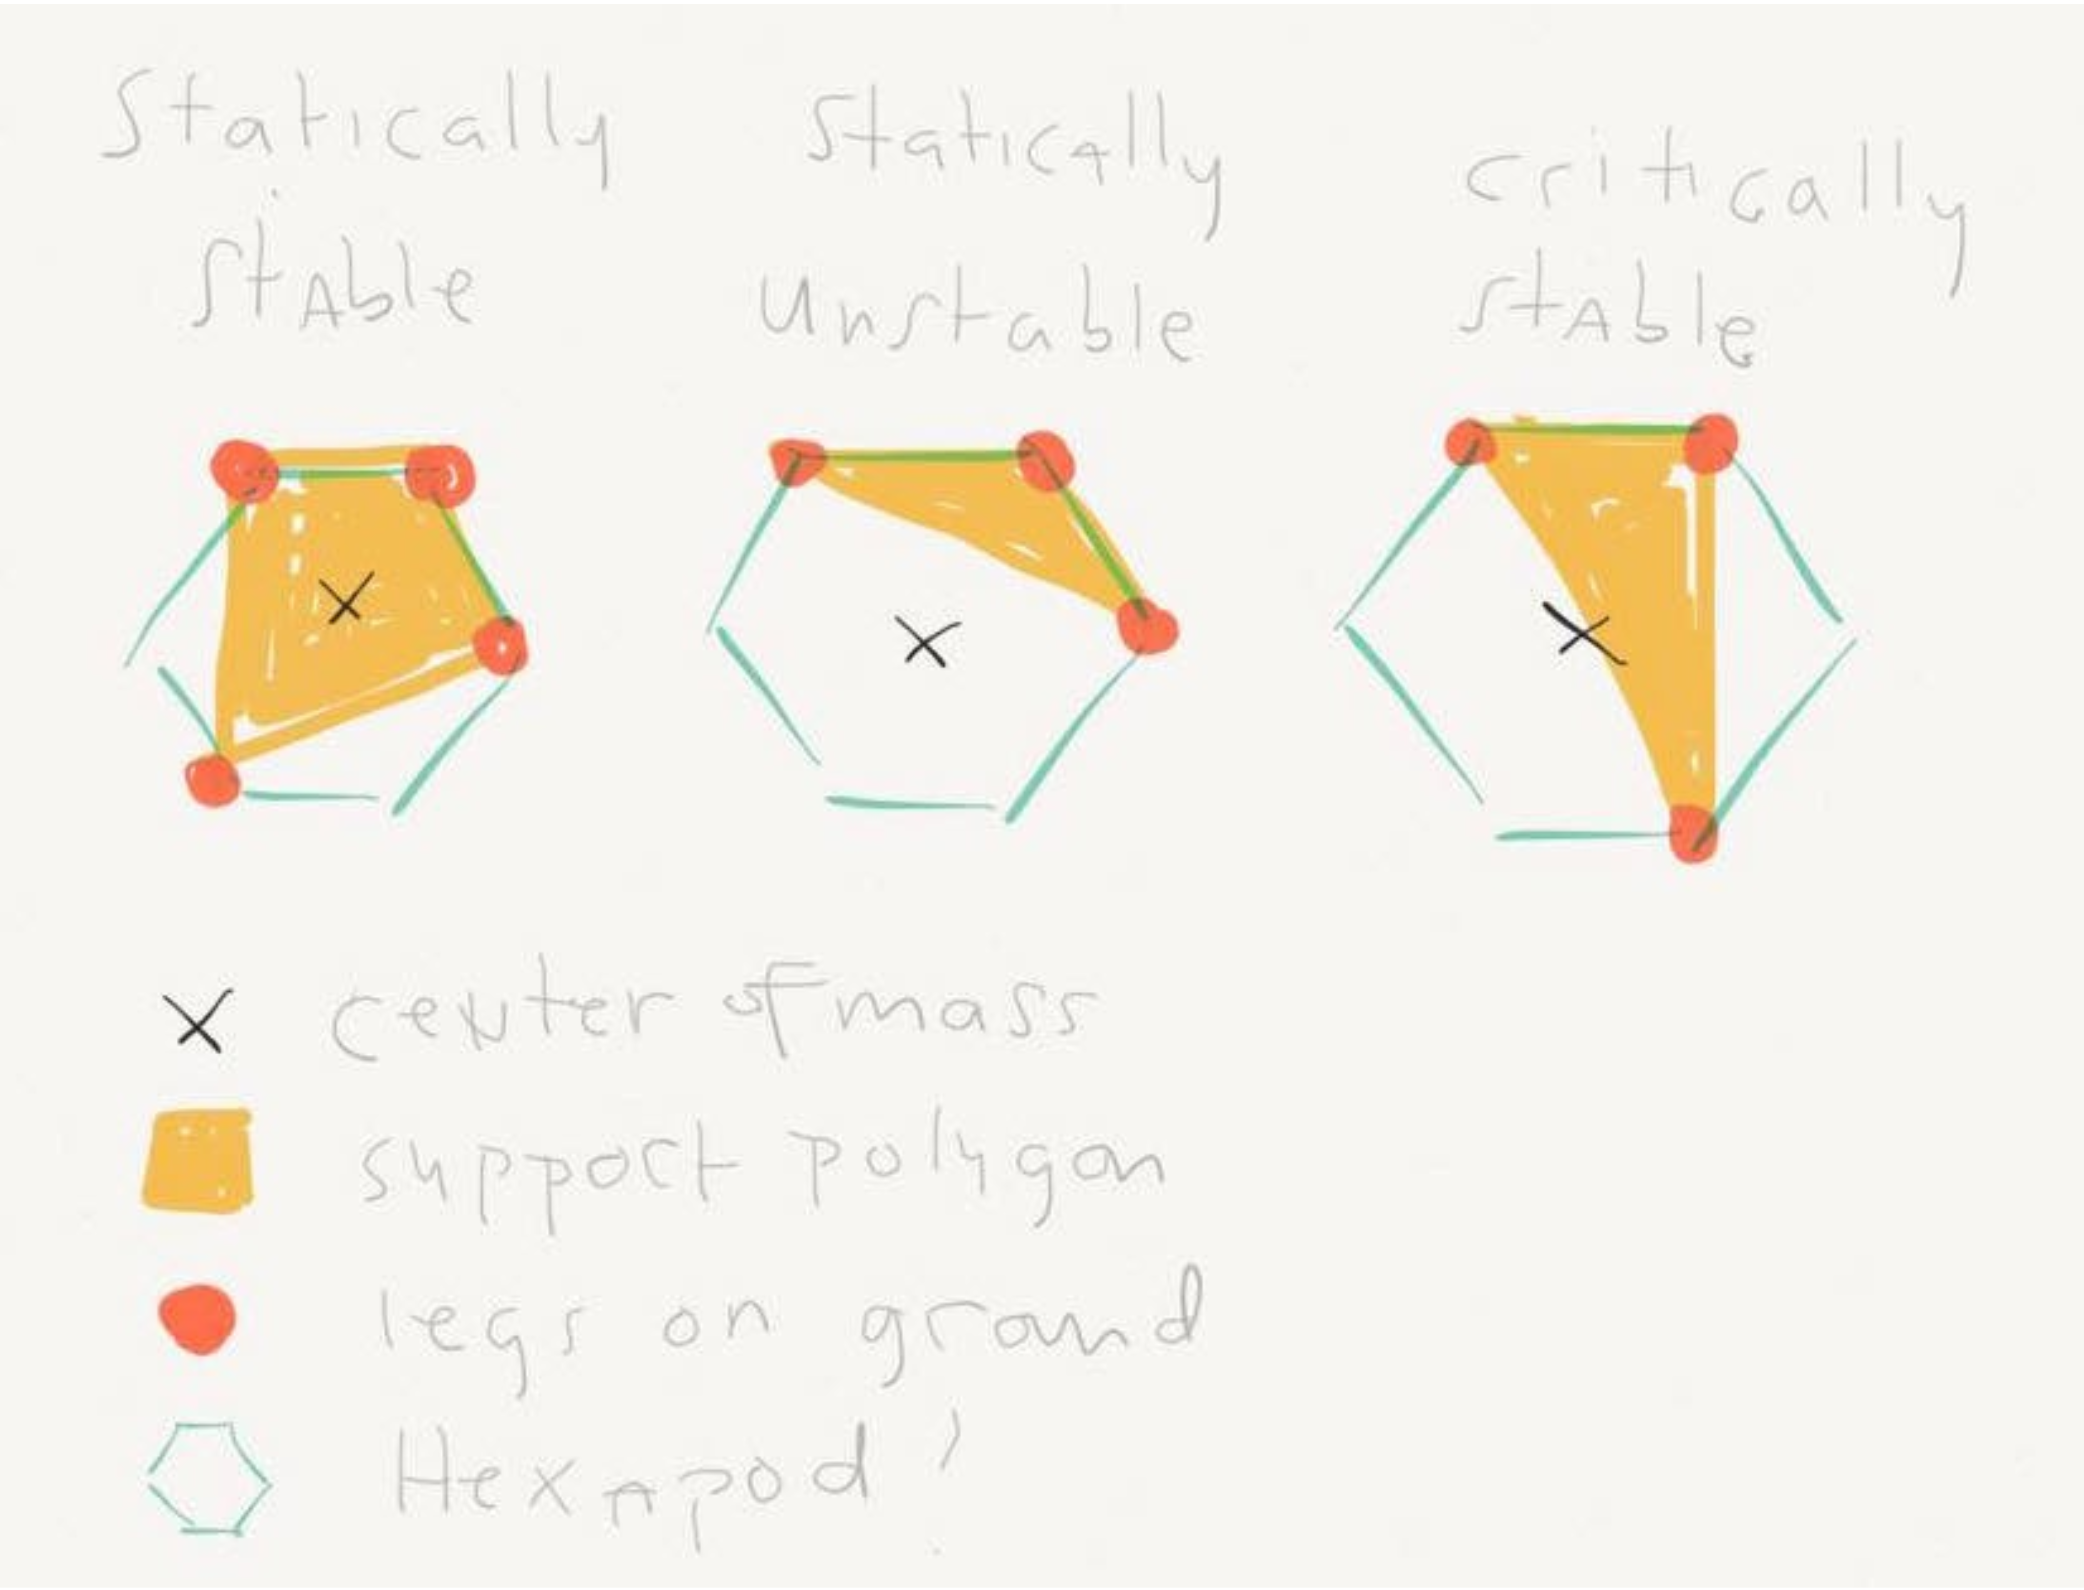 Statically
Stable
Statically
Unstable
critically
stable
center of mass
support polygon
legs on ground
Hexapod